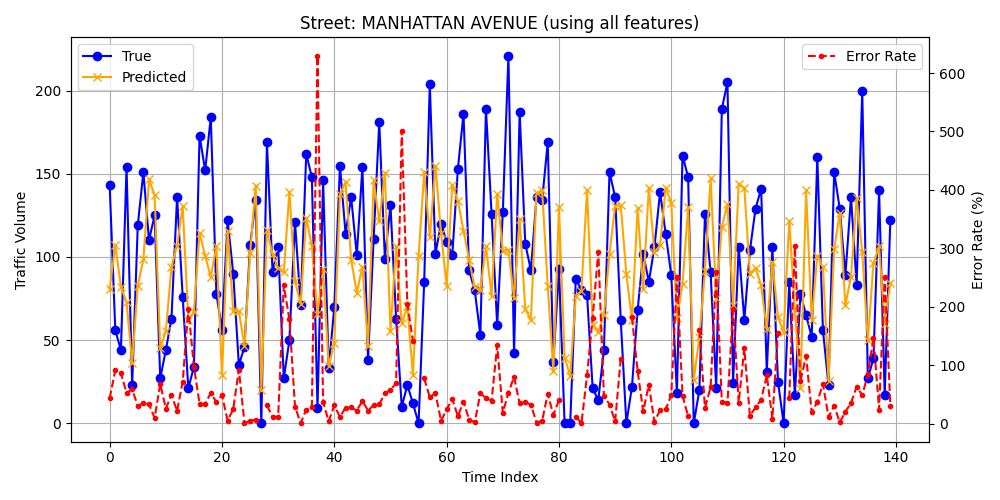 Street: MANHATTAN AVENUE (using all features)
True
Predicted
Error Rate
Traffic Volume
200
150
100
50
0
Error Rate (%)
600
500
400
300
200
100
0
0 20 40 60 80 100 120 140
Time Index